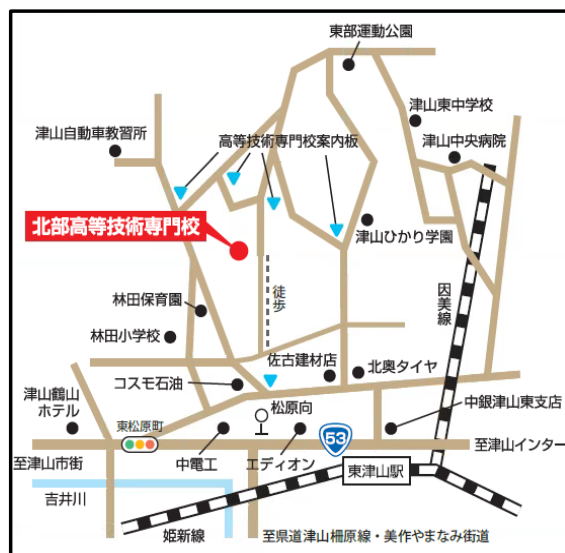 東部運動公園
津山東中学校
津山自動車教習所
高等技術専門校案内板
津山中央病院
北部高等技術専門校
津山ひかり学園
徒歩
因美線
林田保育園
林田小学校
佐古建材店
北奥タイヤ
コスモ石油
津山鶴山
ホテル
松原向
中銀津山東支店
東松原町
53
中電工
エディオン
至津山インター
至津山市街
東津山駅
吉井川
姫新線
至県道津山柵原線・美作やまなみ街道